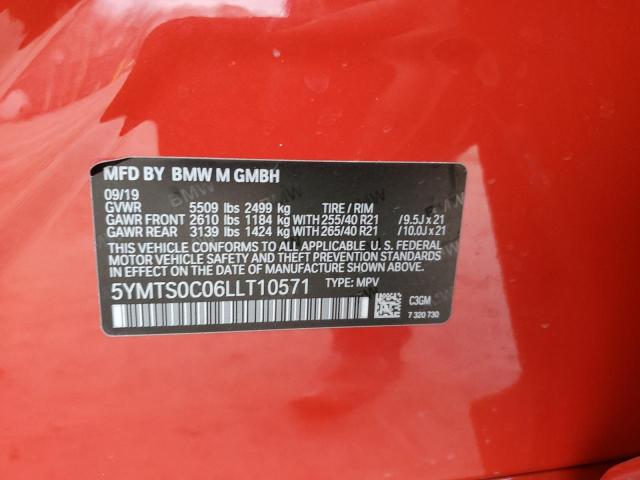 MFD BY BMW M GMBH
09/19
GVWR 5509 lbs 2499 kg TIRE / RIM
GAWR FRONT 2610 lbs 1184 kg WITH 255/40 R21 /9.5J x 21
GAWR REAR 3139 lbs 1424 kg WITH 265/40 R21 /10.0J x 21
THIS VEHICLE CONFORMS TO ALL APPLICABLE U. S. FEDERAL
MOTOR VEHICLE SAFETY AND THEFT PREVENTION STANDARDS
IN EFFECT ON THE DATE OF MANUFACTURE SHOWN ABOVE.
5YMTS0C06LLT10571 TYPE: MPV
C3GM
7 320 730